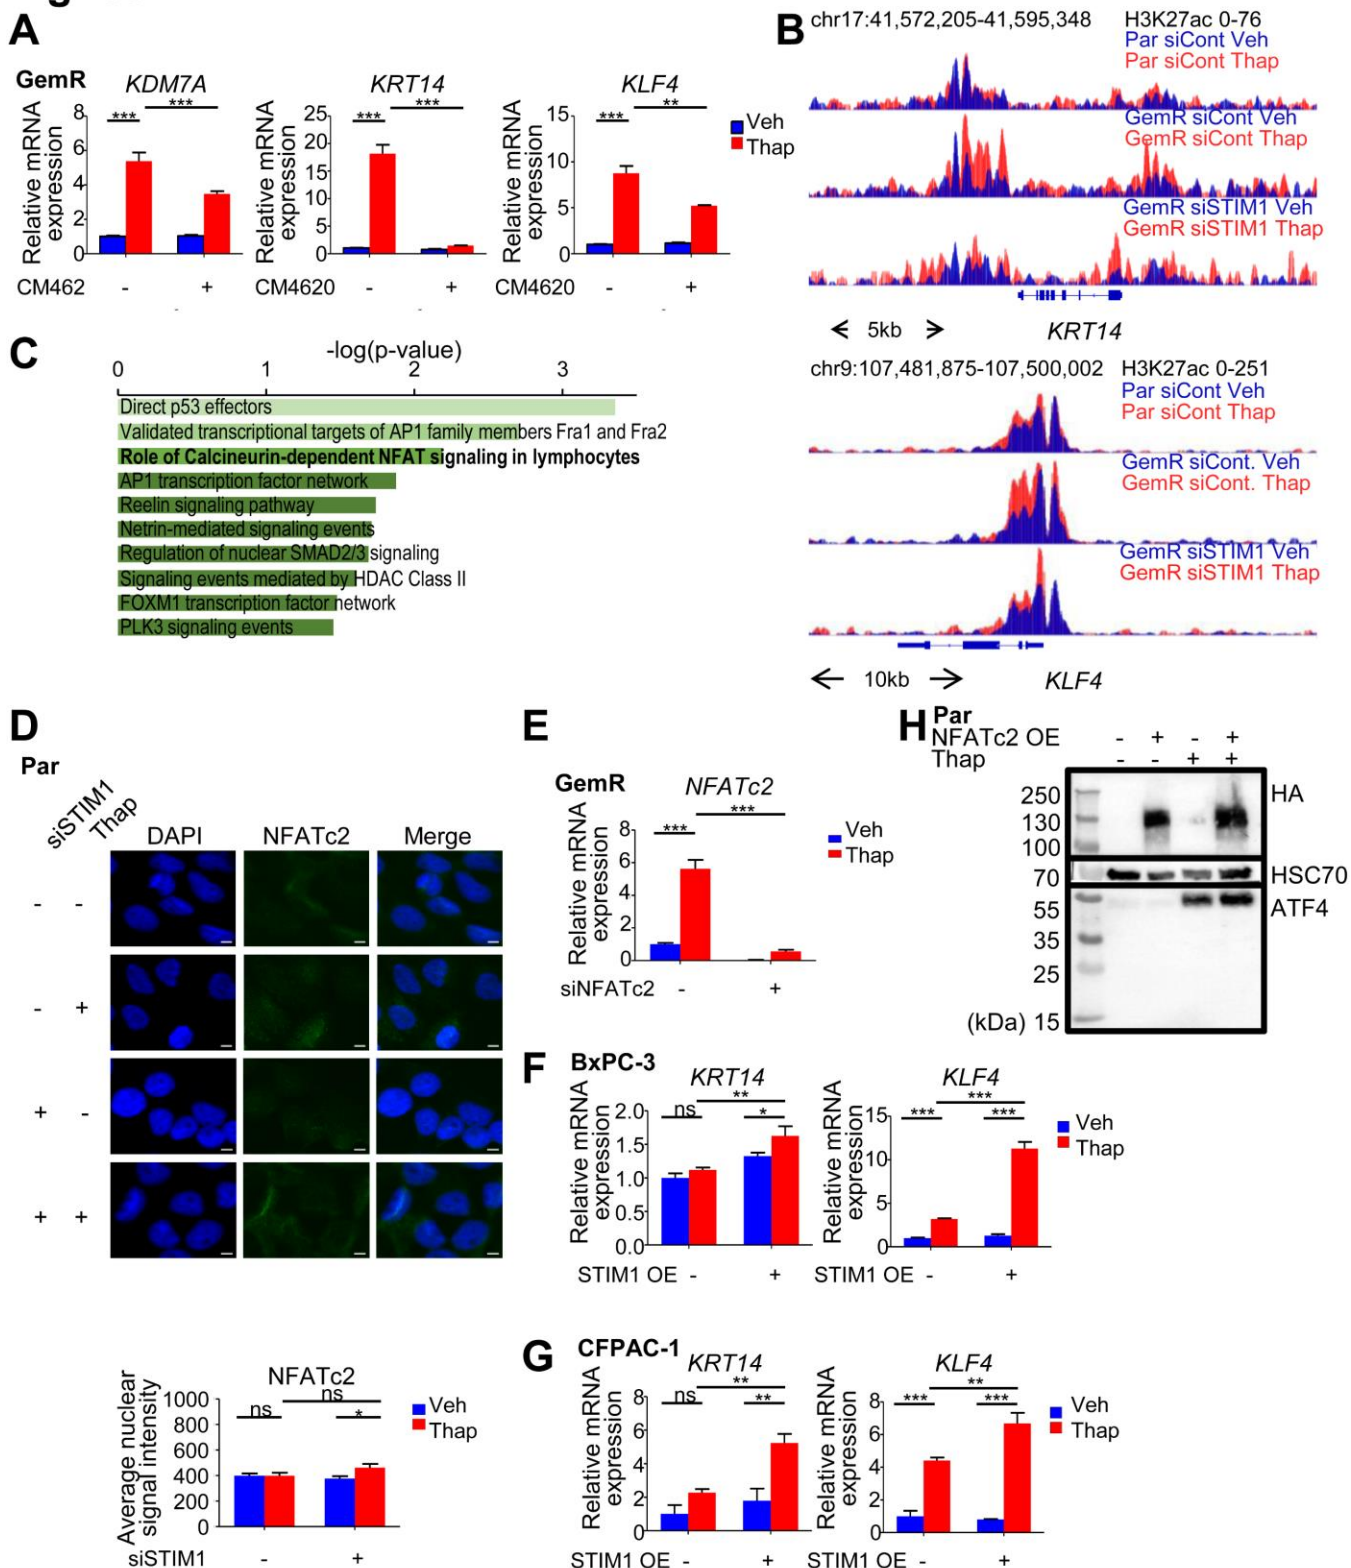 A
GemR
KDM7A
KRT14
KLF4
Relative mRNA expression
8
6
4
2
0
***
***
Relative mRNA expression
25
20
15
10
5
0
***
***
Relative mRNA expression
15
10
5
0
***
**
Veh
Thap
CM462 - +
CM4620 - +
CM4620 - +
B
chr17:41,572,205-41,595,348 H3K27ac 0-76
Par siCont Veh
Par siCont Thap
GemR siCont Veh
GemR siCont Thap
GemR siSTIM1 Veh
GemR siSTIM1 Thap
5kb KRT14
chr9:107,481,875-107,500,002 H3K27ac 0-251
Par siCont Veh
Par siCont Thap
GemR siCont. Veh
GemR siCont. Thap
GemR siSTIM1 Veh
GemR siSTIM1 Thap
10kb KLF4
C
-log(p-value)
0 1 2 3
Direct p53 effectors
Validated transcriptional targets of AP1 family members Fra1 and Fra2
Role of Calcineurin-dependent NFAT signaling in lymphocytes
AP1 transcription factor network
Reelin signaling pathway
Netrin-mediated signaling events
Regulation of nuclear SMAD2/3 signaling
Signaling events mediated by HDAC Class II
FOXM1 transcription factor network
PLK3 signaling events
D
Par
siSTIM1
Thap
DAPI NFATc2 Merge
- -
- +
+ -
+ +
NFATc2
Average nuclear signal intensity
1000
800
600
400
200
0
ns
ns
*
Veh
Thap
siSTIM1 - +
E
GemR
NFATc2
Relative mRNA expression
8
6
4
2
0
***
***
Veh
Thap
siNFATc2 - +
F
BxPC-3
KRT14
Relative mRNA expression
2.0
1.5
1.0
0.5
0.0
ns
**
*
STIM1 OE - +
KLF4
Relative mRNA expression
15
10
5
0
***
***
***
Veh
Thap
STIM1 OE - +
G
CFPAC-1
KRT14
Relative mRNA expression
8
6
4
2
0
ns
**
**
STIM1 OE - +
KLF4
Relative mRNA expression
8
6
4
2
0
***
**
***
Veh
Thap
STIM1 OE - +
H
Par
NFATc2 OE - + - +
Thap - - + +
250
130
100
70
55
35
25
(kDa) 15
HA
HSC70
ATF4